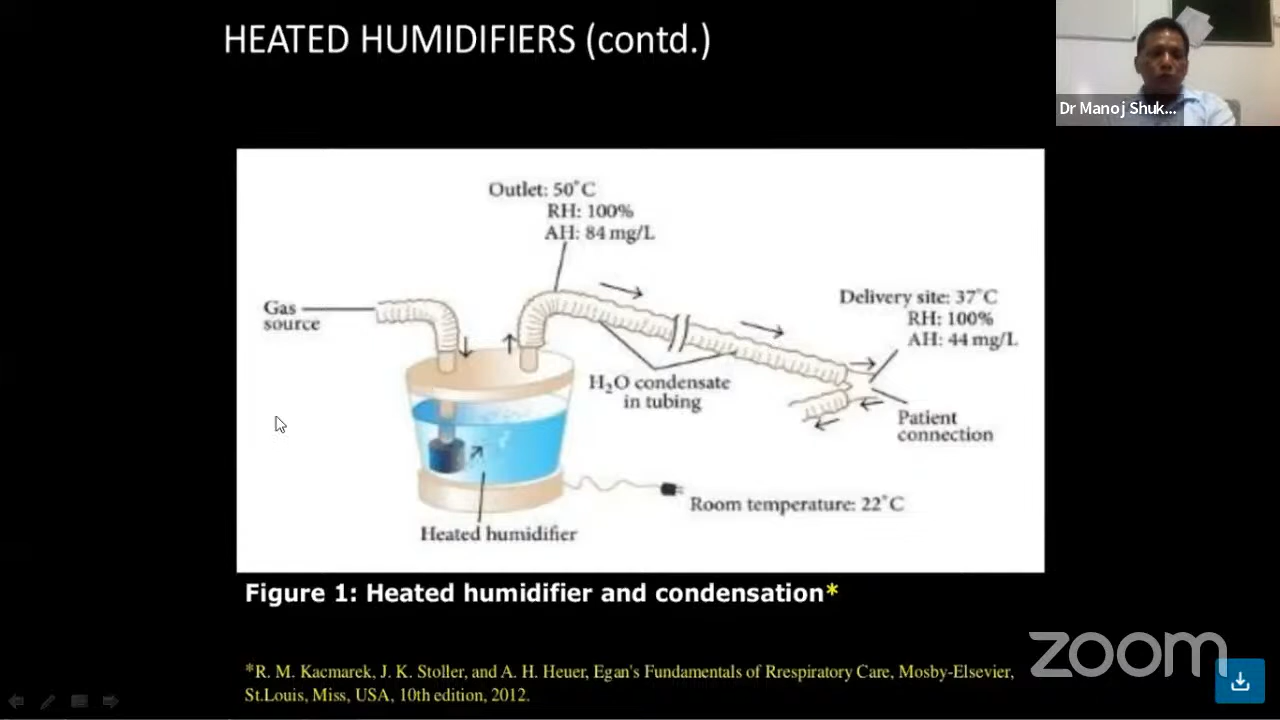 HEATED HUMIDIFIERS (contd.)
Dr Manoj Shuk...
Outlet: 50°C
RH: 100%
AH: 84 mg/L
Gas
source
Delivery site: 37°C
RH: 100%
AH: 44 mg/L
H₂O condensate
in tubing
Patient
connection
Room temperature: 22°C
Heated humidifier
Figure 1: Heated humidifier and condensation*
zoom
*R. M. Kacmarek, J. K. Stoller, and A. H. Heuer, Egan's Fundamentals of Rrespiratory Care, Mosby-Elsevier,
St.Louis, Miss, USA, 10th edition, 2012.